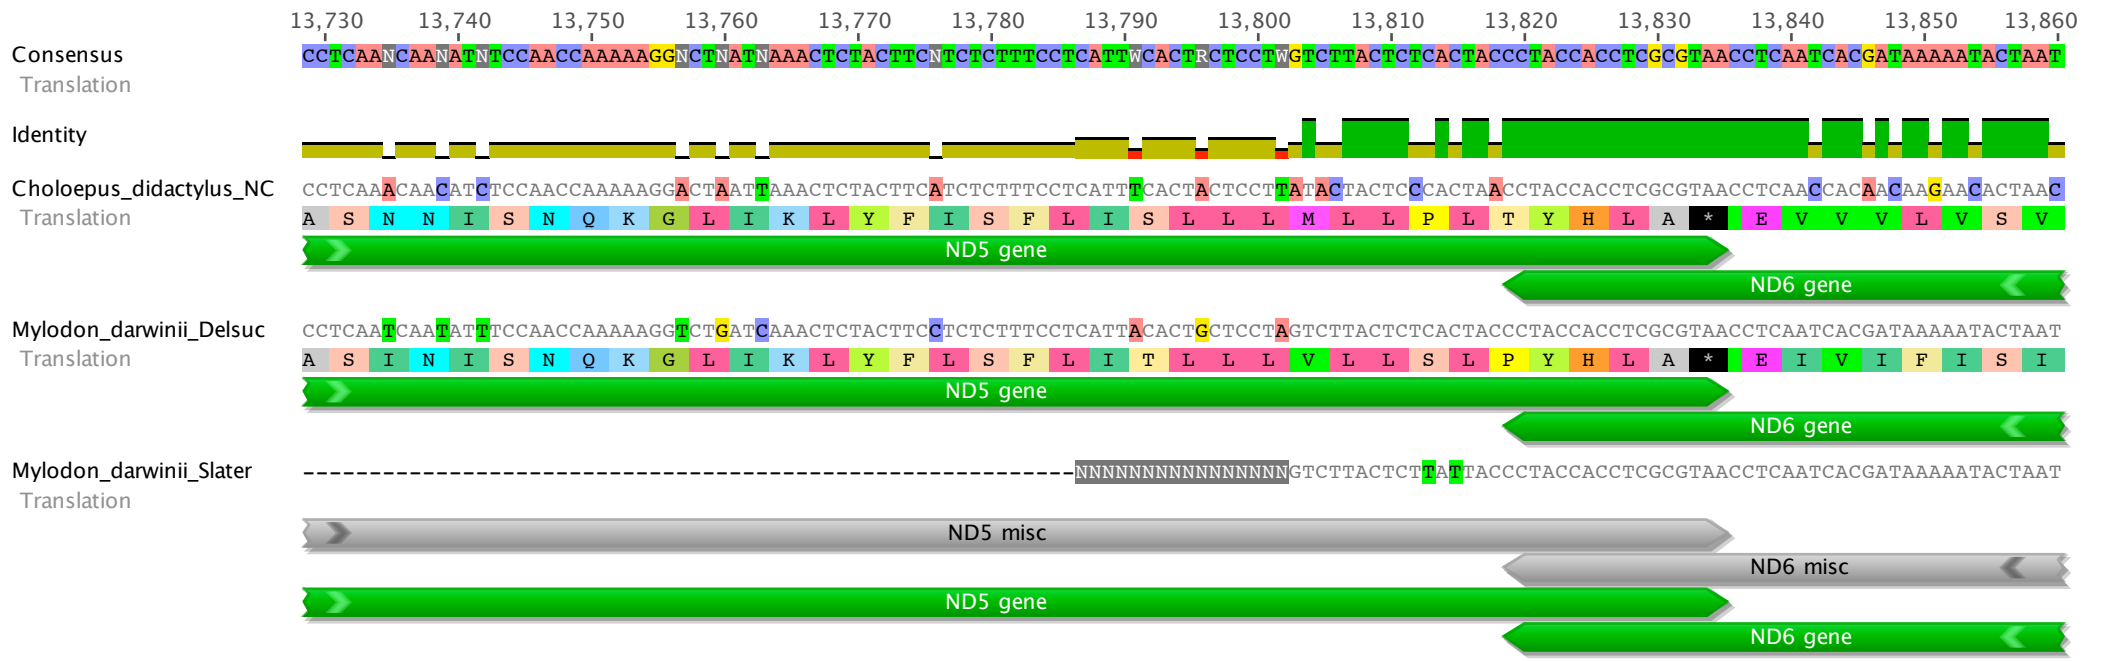 13,730 13,740 13,750 13,760 13,770 13,780 13,790 13,800 13,810 13,820 13,830 13,840 13,850 13,860
Consensus CCTCAANCAANATNTCCAACCAAAAAGGNCTNATNAAACTCTACTTCNTCTCTTTCCTCATTWCACTRCTCCTWGTCTTACTCTCACTACCCTACCACCTCGCGTAACCTCAATCACGATAAAAATACTAAT
Translation
Identity
Choloepus_didactylus_NC CCTCAAACAACATCTCCAACCAAAAAGGACTAATTAAACTCTACTTCATCTCTTTCCTCATTTCACTACTCCTTATACTACTCCCACTAACCTACCACCTCGCGTAACCTCAACCACAACAAGAACACTAAC
Translation A S N N I S N Q K G L I K L Y F I S F L I S L L L M L L P L T Y H L A * E V V V L V S V
ND5 gene
ND6 gene
Mylodon_darwinii_Delsuc CCTCAATCAATATTTCCAACCAAAAAGGTCTGATCAAACTCTACTTCCTCTCTTTCCTCATTACACTGCTCCTAGTCTTACTCTCACTACCCTACCACCTCGCGTAACCTCAATCACGATAAAAATACTAAT
Translation A S I N I S N Q K G L I K L Y F L S F L I T L L L V L L S L P Y H L A * E I V I F I S I
ND5 gene
ND6 gene
Mylodon_darwinii_Slater ----------------------------------------------------------NNNNNNNNNNNNNNNNGTCTTACTCTTATTACCCTACCACCTCGCGTAACCTCAATCACGATAAAAATACTAAT
Translation
ND5 misc
ND6 misc
ND5 gene
ND6 gene